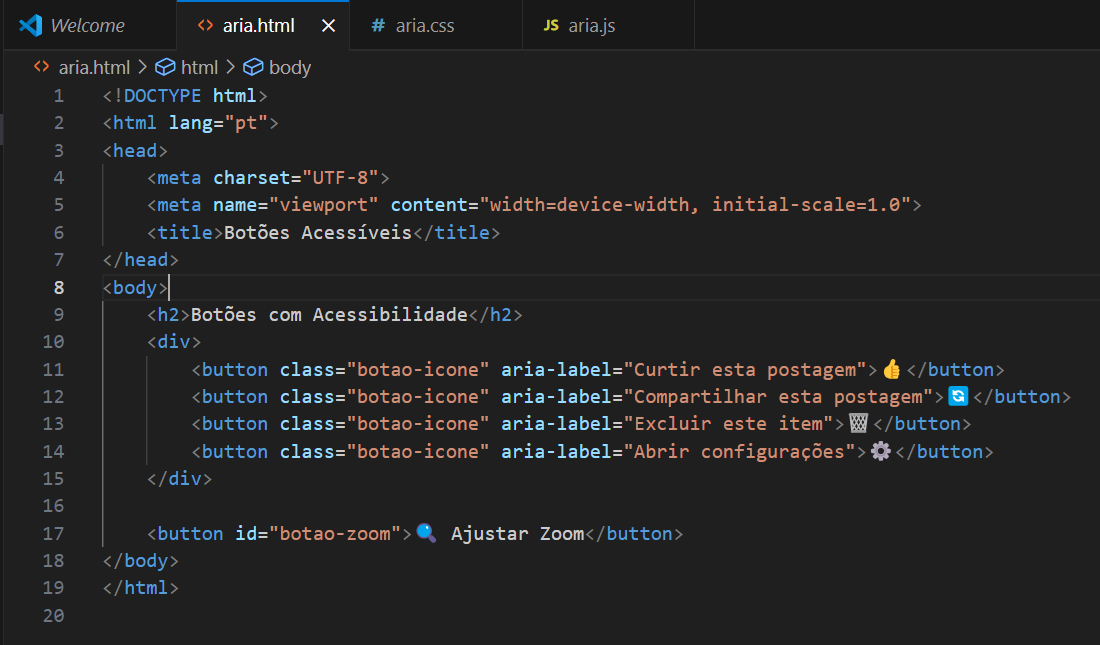 Welcome aria.html aria.css JS aria.js
aria.html > html > body
1 <!DOCTYPE html>
2 <html lang="pt">
3 <head>
4     <meta charset="UTF-8">
5     <meta name="viewport" content="width=device-width, initial-scale=1.0">
6     <title>Botões Acessíveis</title>
7 </head>
8 <body>
9     <h2>Botões com Acessibilidade</h2>
10     <div>
11         <button class="botao-icone" aria-label="Curtir esta postagem">👍</button>
12         <button class="botao-icone" aria-label="Compartilhar esta postagem">🔄</button>
13         <button class="botao-icone" aria-label="Excluir este item">🗑️</button>
14         <button class="botao-icone" aria-label="Abrir configurações">⚙️</button>
15     </div>
16
17     <button id="botao-zoom">🔍 Ajustar Zoom</button>
18 </body>
19 </html>
20